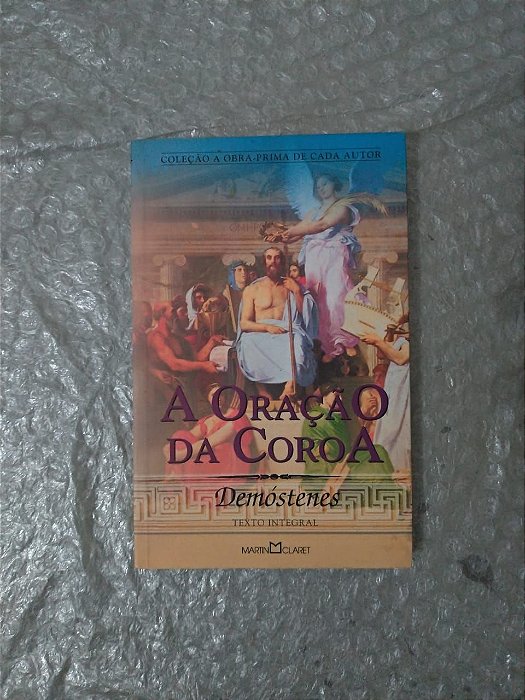 COLEÇÃO A OBRA-PRIMA DE CADA AUTOR
A ORAÇÃO
DA COROA
Demóstenes
TEXTO INTEGRAL
MARTIN CLARET